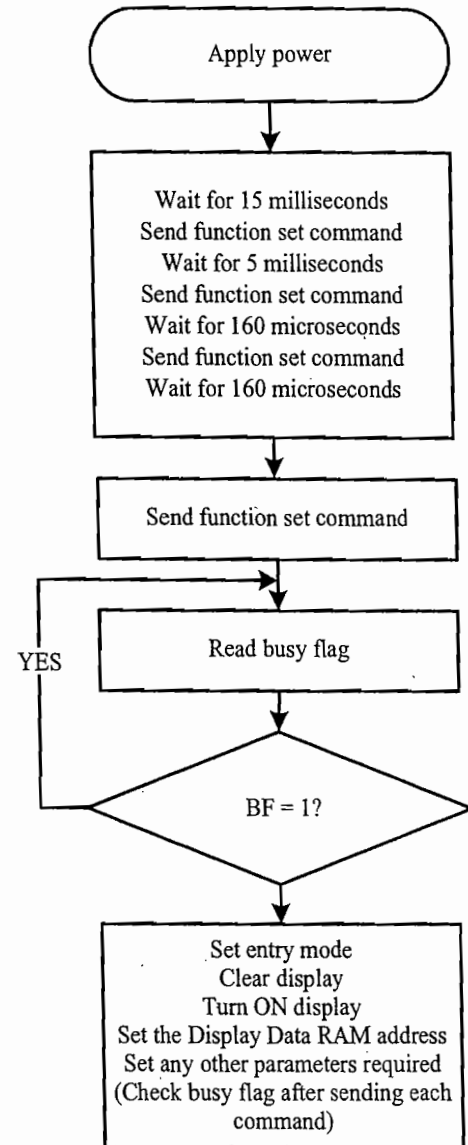 Apply power
Wait for 15 milliseconds
Send function set command
Wait for 5 milliseconds
Send function set command
Wait for 160 microseconds
Send function set command
Wait for 160 microseconds
Send function set command
Read busy flag
YES
BF = 1?
Set entry mode
Clear display
Turn ON display
Set the Display Data RAM address
Set any other parameters required
(Check busy flag after sending each
command)